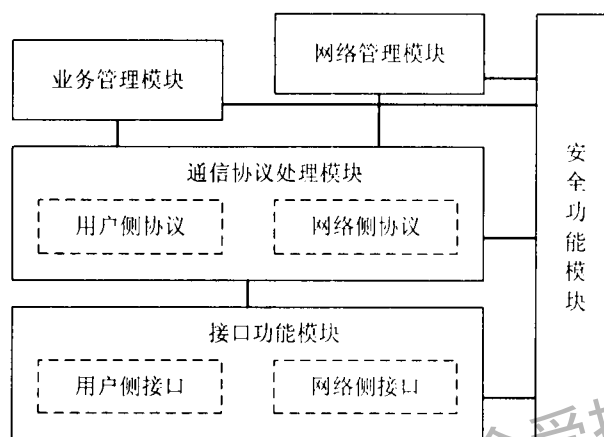 网络管理模块
业务管理模块
通信协议处理模块
用户侧协议
网络侧协议
接口功能模块
用户侧接口
网络侧接口
安全功能模块